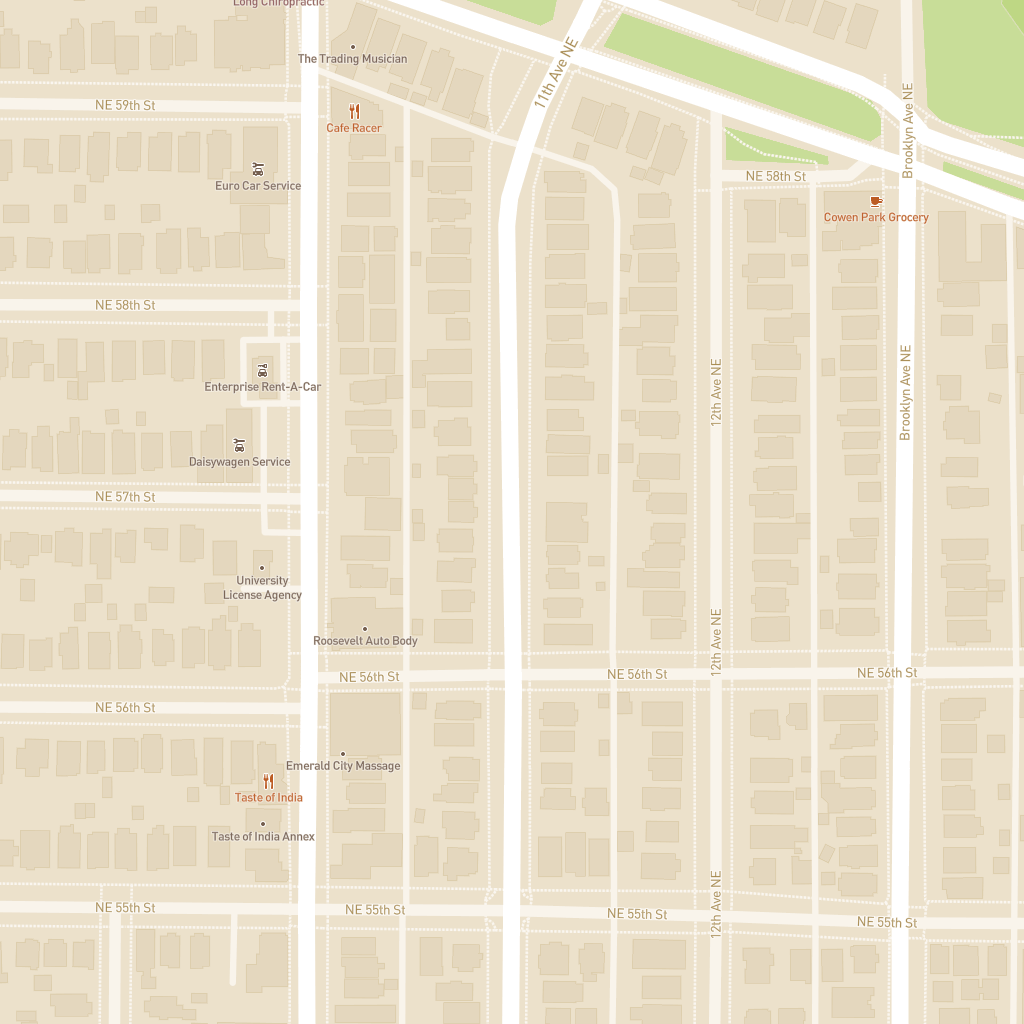 Long Chiropractic
The Trading Musician
11th Ave NE
NE 59th St
Cafe Racer
Brooklyn Ave NE
Euro Car Service
NE 58th St
Cowen Park Grocery
NE 58th St
Enterprise Rent-A-Car
12th Ave NE
Brooklyn Ave NE
Daisywagen Service
NE 57th St
University
License Agency
Roosevelt Auto Body
12th Ave NE
NE 56th St
NE 56th St
NE 56th St
NE 56th St
Emerald City Massage
Taste of India
Taste of India Annex
12th Ave NE
NE 55th St
NE 55th St
NE 55th St
NE 55th St